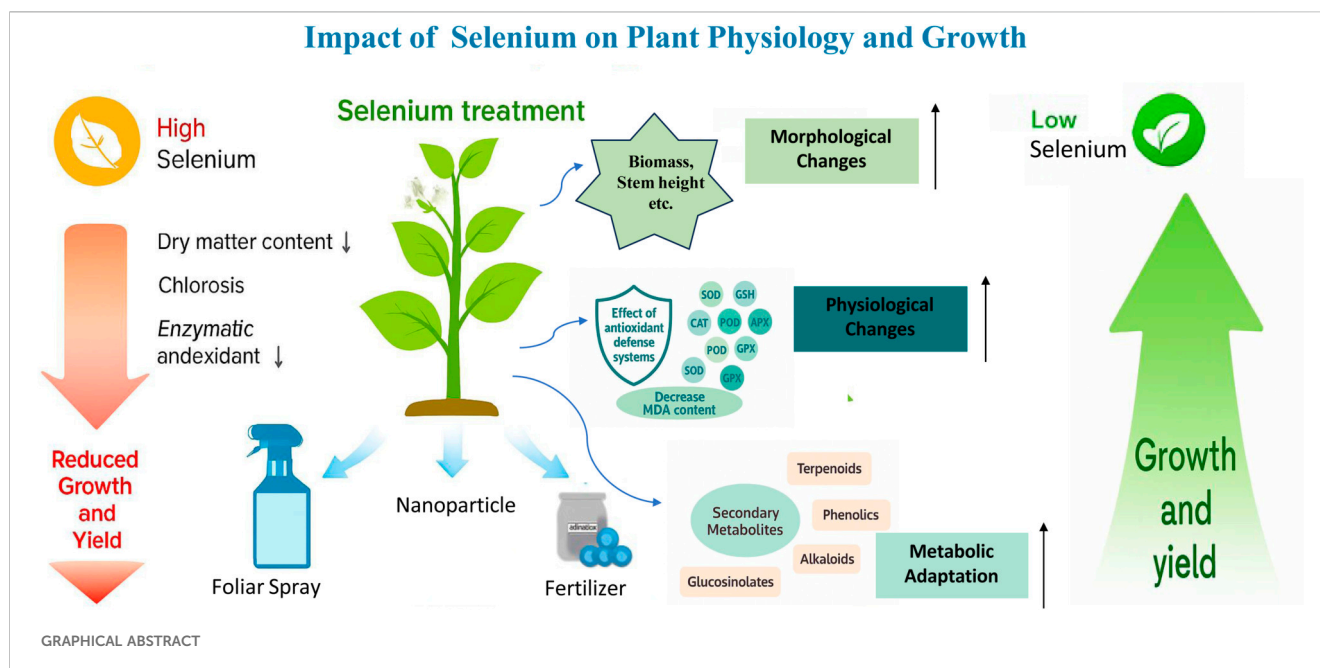 Impact of Selenium on Plant Physiology and Growth
High
Selenium
Dry matter content ↓
Chlorosis
Enzymatic
andexidant ↓
Reduced
Growth
and
Yield
Selenium treatment
Foliar Spray
Nanoparticle
adinatiox
Fertilizer
Biomass,
Stem height
etc.
Morphological
Changes
Effect of
antioxidant
defense
systems
SOD GSH
CAT POD APX
POD GPX
SOD
GPX
Decrease
MDA content
Physiological
Changes
Secondary
Metabolites
Terpenoids
Phenolics
Alkaloids
Glucosinolates
Metabolic
Adaptation
Low
Selenium
Growth
and
yield
GRAPHICAL ABSTRACT